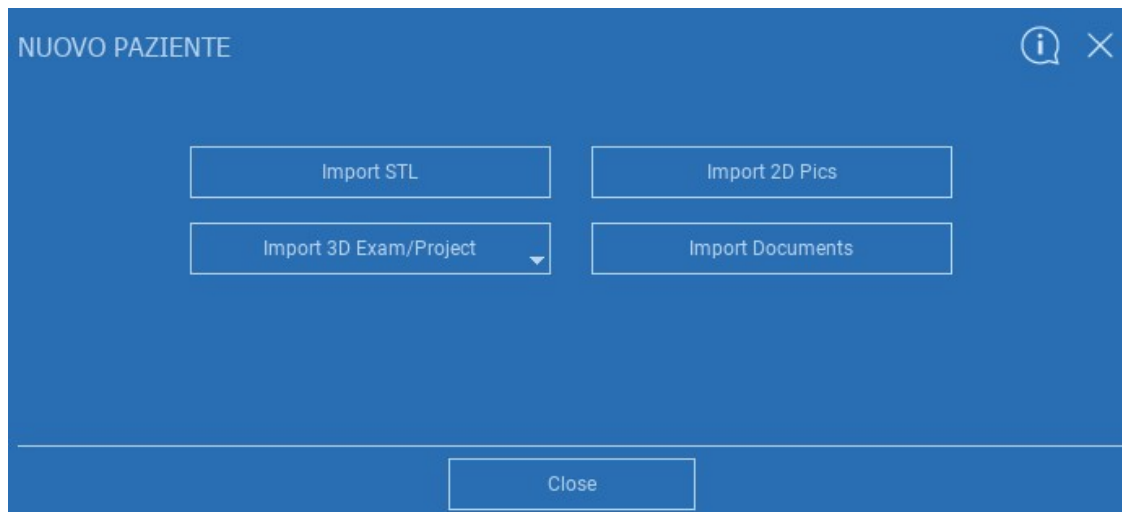 NUOVO PAZIENTE
Import STL
Import 2D Pics
Import 3D Exam/Project
Import Documents
Close